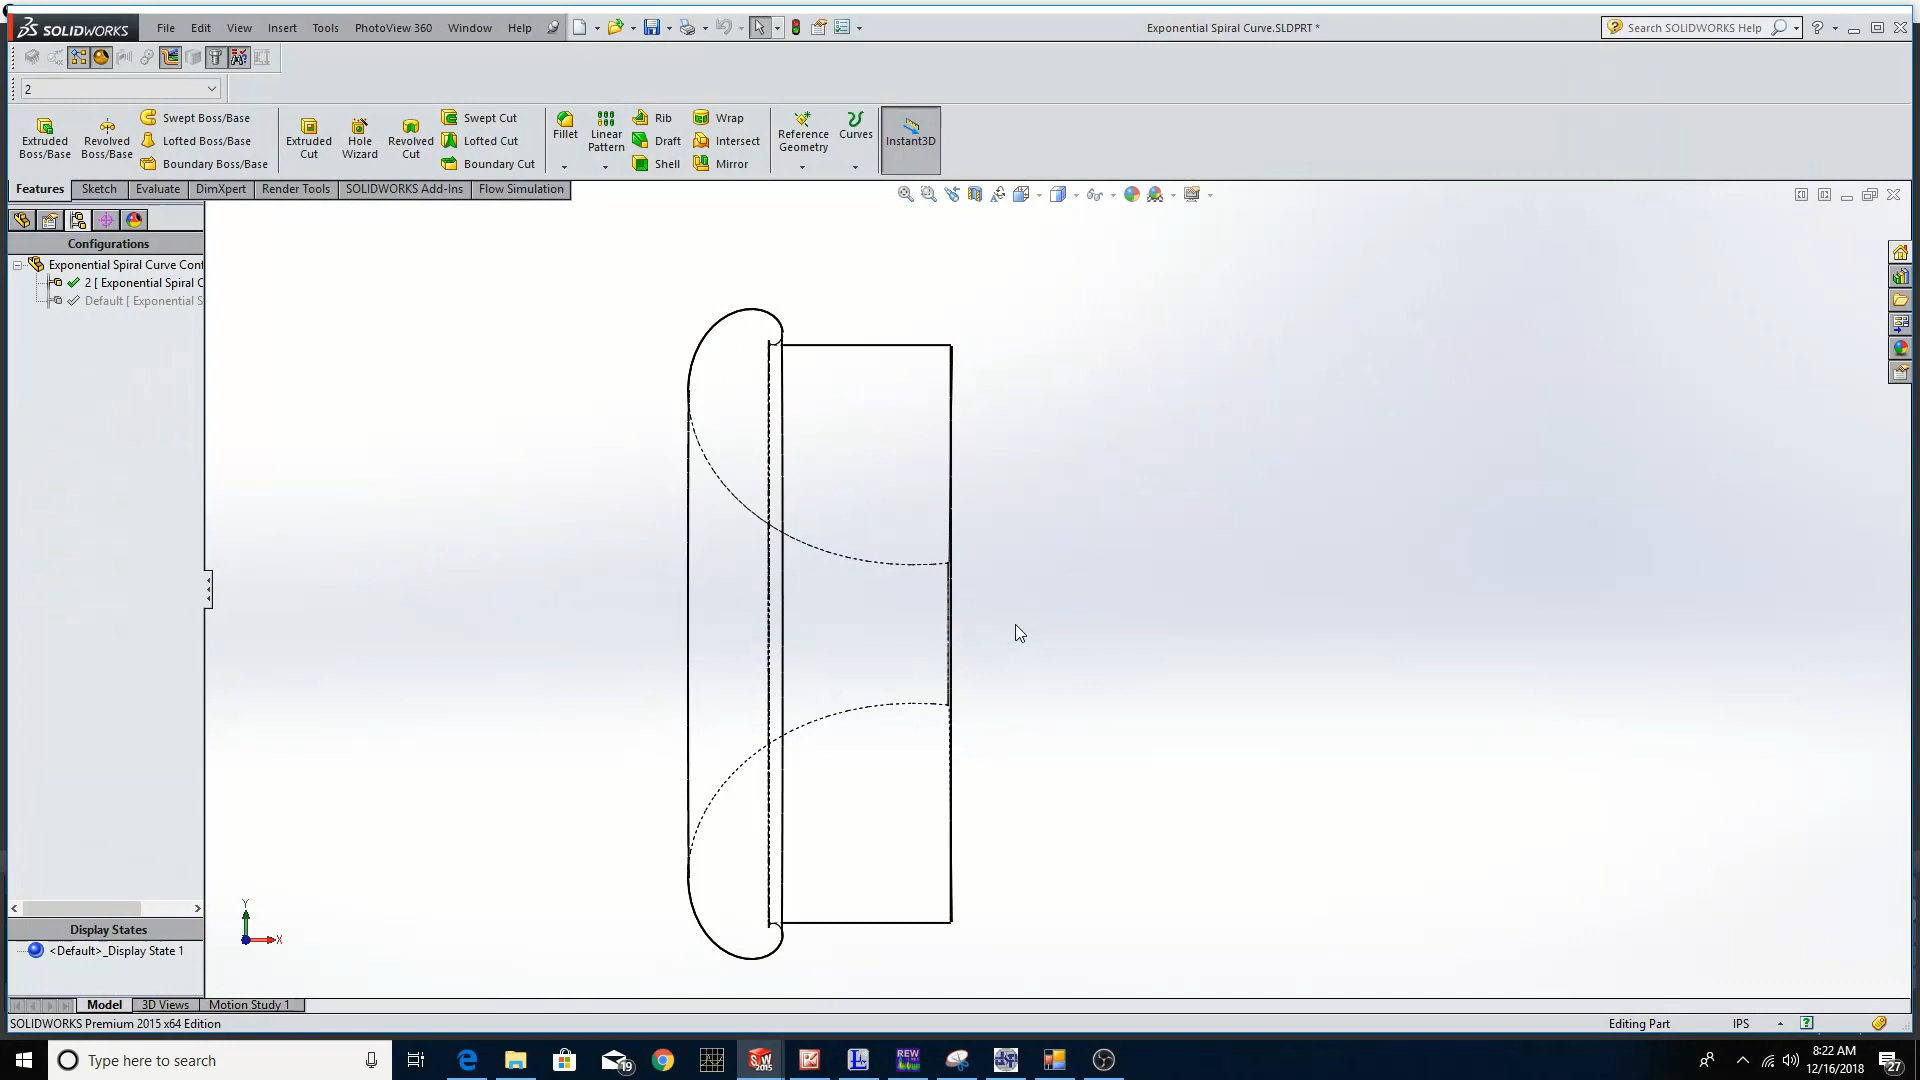 SOLIDWORKS File Edit View Insert Tools PhotoView 360 Window Help Exponential Spiral Curve.SLDPRT * Search SOLIDWORKS Help
2
Extruded Boss/Base
Revolved Boss/Base
Swept Boss/Base
Lofted Boss/Base
Boundary Boss/Base
Extruded Cut
Hole Wizard
Revolved Cut
Swept Cut
Lofted Cut
Boundary Cut
Fillet
Linear Pattern
Rib
Draft
Shell
Wrap
Intersect
Mirror
Reference Geometry
Curves
Instant3D
Features Sketch Evaluate DimXpert Render Tools SOLIDWORKS Add-Ins Flow Simulation
Configurations
Exponential Spiral Curve Conf
2 [ Exponential Spiral C
Default [ Exponential S
Y
X
Display States
<Default>_Display State 1
Model 3D Views Motion Study 1
SOLIDWORKS Premium 2015 x64 Edition Editing Part IPS
Type here to search 19 SW 2015 REW 8:22 AM
12/16/2018 27